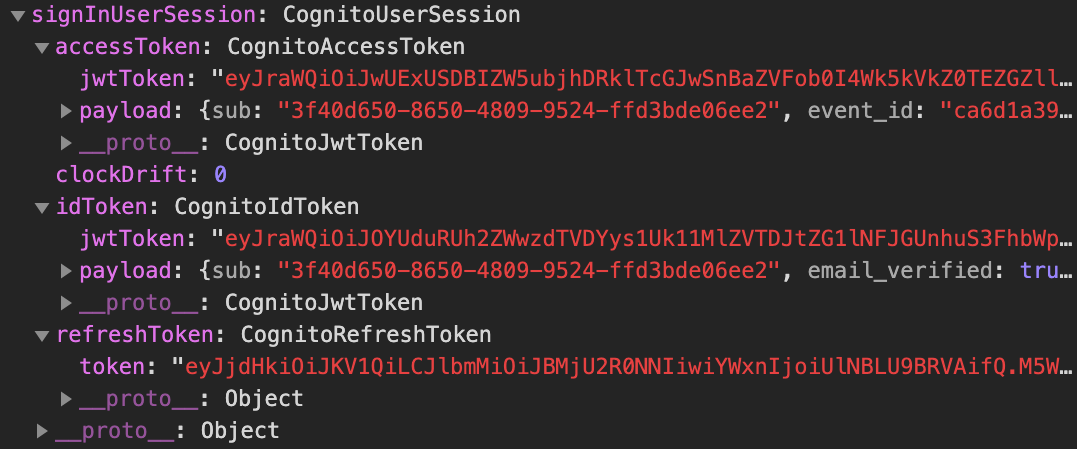 signInUserSession: CognitoUserSession
accessToken: CognitoAccessToken
jwtToken: "eyJraWQiOiJwUExUSDBIZW5ubjhDRklTcGJwSnBaZVFob0I4Wk5kVkZ0TEZGZll…
payload: {sub: "3f40d650-8650-4809-9524-ffd3bde06ee2", event_id: "ca6d1a39…
__proto__: CognitoJwtToken
clockDrift: 0
idToken: CognitoIdToken
jwtToken: "eyJraWQiOiJOYUduRUh2ZWwzdTVDYys1Uk11MlZVTDJtZG1lNFJGUnhuS3FhbWp…
payload: {sub: "3f40d650-8650-4809-9524-ffd3bde06ee2", email_verified: tru…
__proto__: CognitoJwtToken
refreshToken: CognitoRefreshToken
token: "eyJjdHkiOiJKV1QiLCJlbmMiOiJBMjU2R0NNIiwiYWxnIjoiUlNBLU9BRVAifQ.M5W…
__proto__: Object
__proto__: Object